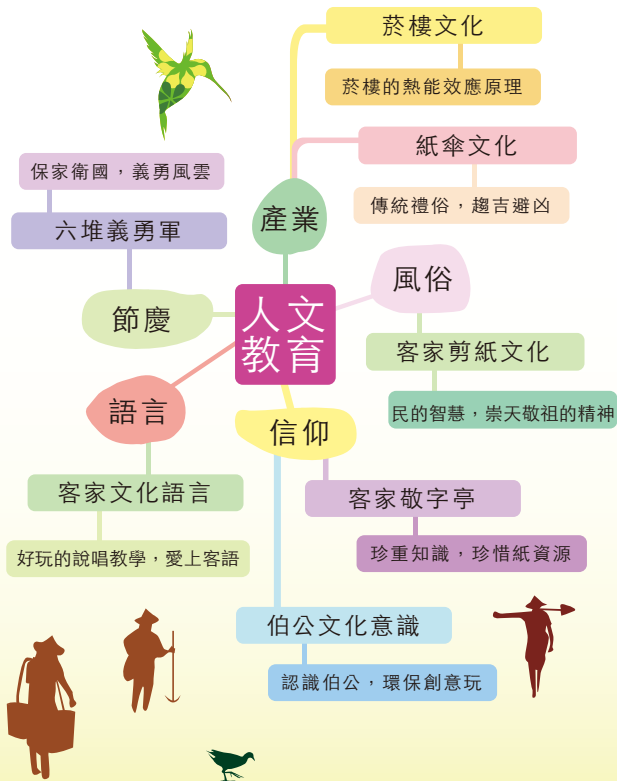 菸樓文化
菸樓的熱能效應原理
紙傘文化
傳統禮俗，趨吉避凶
產業
保家衛國，義勇風雲
六堆義勇軍
節慶
人文
教育
風俗
客家剪紙文化
民的智慧，崇天敬祖的精神
語言
客家文化語言
好玩的說唱教學，愛上客語
信仰
客家敬字亭
珍重知識，珍惜紙資源
伯公文化意識
認識伯公，環保創意玩